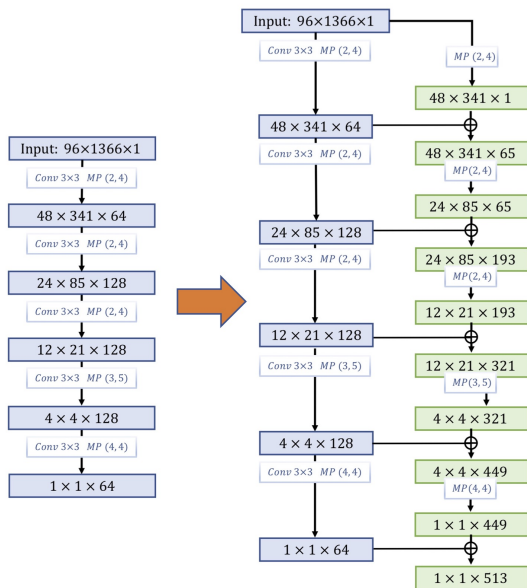 Input: 96×1366×1
Conv 3×3 MP (2,4)
48 × 341 × 64
Conv 3×3 MP (2,4)
24 × 85 × 128
Conv 3×3 MP (2,4)
12 × 21 × 128
Conv 3×3 MP (3,5)
4 × 4 × 128
Conv 3×3 MP (4,4)
1 × 1 × 64
Input: 96×1366×1
Conv 3×3 MP (2,4)
48 × 341 × 64
Conv 3×3 MP (2,4)
24 × 85 × 128
Conv 3×3 MP (2,4)
12 × 21 × 128
Conv 3×3 MP (3,5)
4 × 4 × 128
Conv 3×3 MP (4,4)
1 × 1 × 64
MP (2,4)
48 × 341 × 1
48 × 341 × 65
MP(2,4)
24 × 85 × 65
24 × 85 × 193
MP(2,4)
12 × 21 × 193
12 × 21 × 321
MP(3,5)
4 × 4 × 321
4 × 4 × 449
MP(4,4)
1 × 1 × 449
1 × 1 × 513